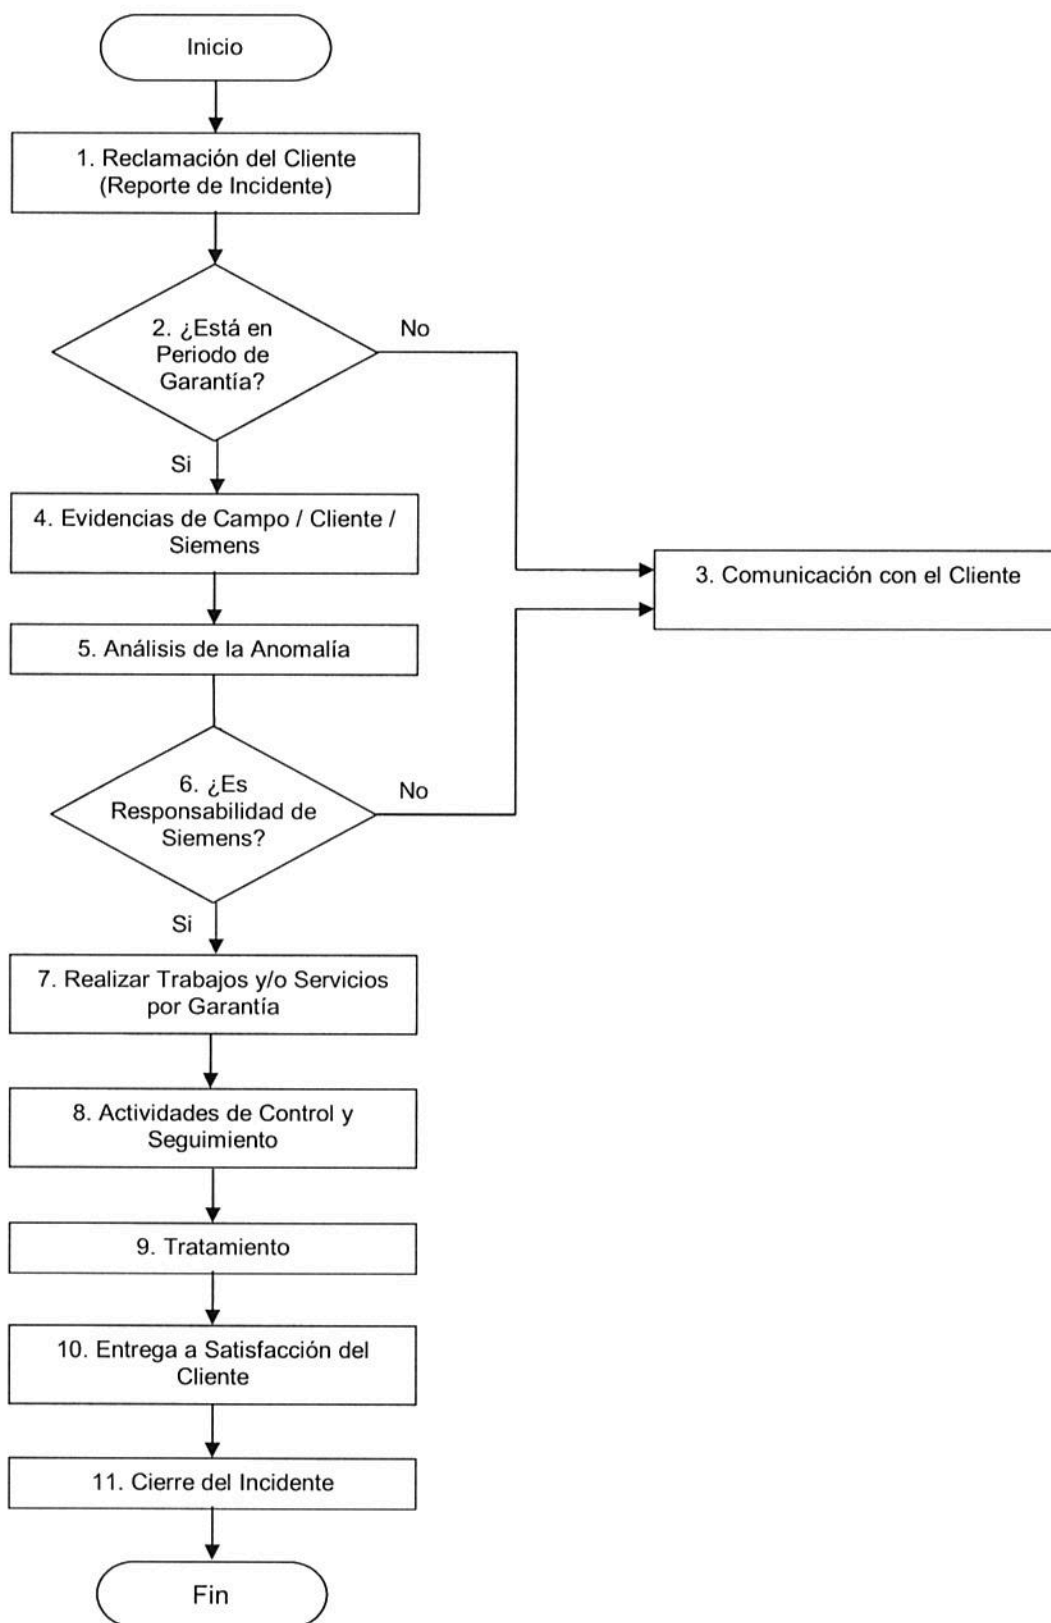 Inicio
1. Reclamación del Cliente
(Reporte de Incidente)
2. ¿Está en
Periodo de
Garantía?
No
Si
4. Evidencias de Campo / Cliente /
Siemens
3. Comunicación con el Cliente
5. Análisis de la Anomalía
6. ¿Es
Responsabilidad de
Siemens?
No
Si
7. Realizar Trabajos y/o Servicios
por Garantía
8. Actividades de Control y
Seguimiento
9. Tratamiento
10. Entrega a Satisfacción del
Cliente
11. Cierre del Incidente
Fin